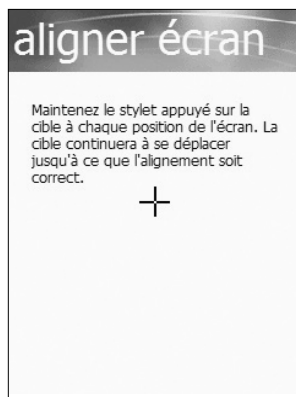 aligner écran
Maintenez le stylet appuyé sur la
cible à chaque position de l'écran. La
cible continuera à se déplacer
jusqu'à ce que l'alignement soit
correct.